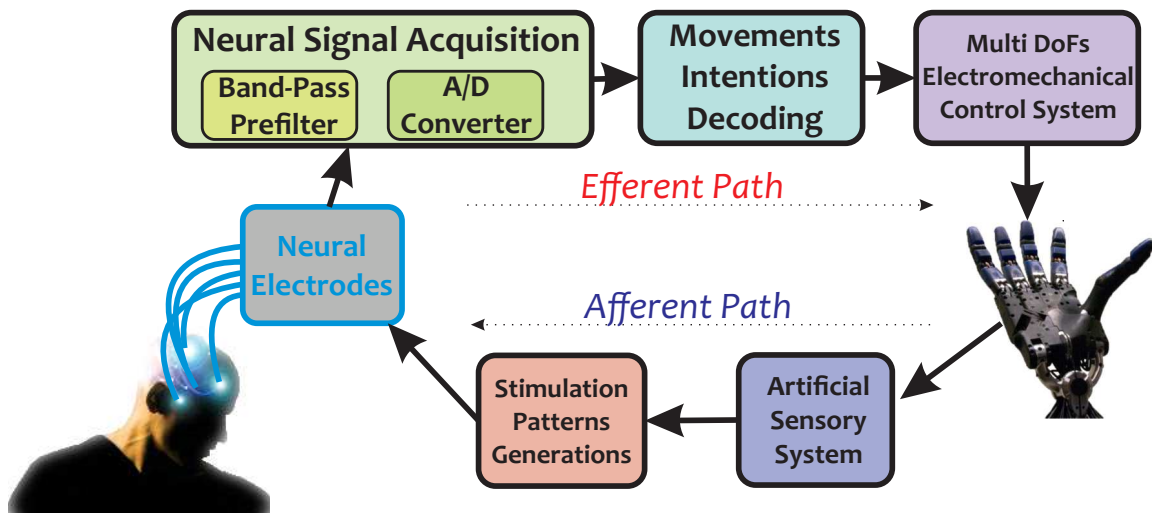 Neural Signal Acquisition
Band-Pass
Prefilter
A/D
Converter
Movements
Intentions
Decoding
Multi DoFs
Electromechanical
Control System
Efferent Path
Neural
Electrodes
Afferent Path
Stimulation
Patterns
Generations
Artificial
Sensory
System